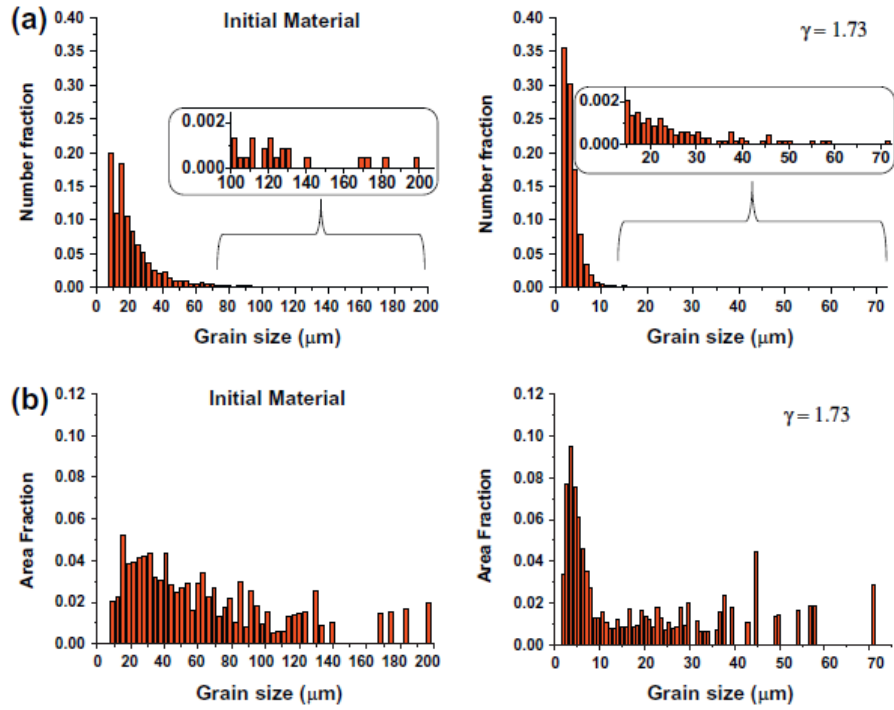 (a)
Initial Material
0.40
0.35
0.30
0.25
0.20
0.15
0.10
0.05
0.00
Number fraction
0.002
0.000
100 120 140 160 180 200
0 20 40 60 80 100 120 140 160 180 200
Grain size (μm)
γ = 1.73
0.40
0.35
0.30
0.25
0.20
0.15
0.10
0.05
0.00
Number fraction
0.002
0.000
20 30 40 50 60 70
0 10 20 30 40 50 60 70
Grain size (μm)
(b)
Initial Material
0.12
0.10
0.08
0.06
0.04
0.02
0.00
Area Fraction
0 20 40 60 80 100 120 140 160 180 200
Grain size (μm)
γ = 1.73
0.12
0.10
0.08
0.06
0.04
0.02
0.00
Area Fraction
0 10 20 30 40 50 60 70
Grain size (μm)